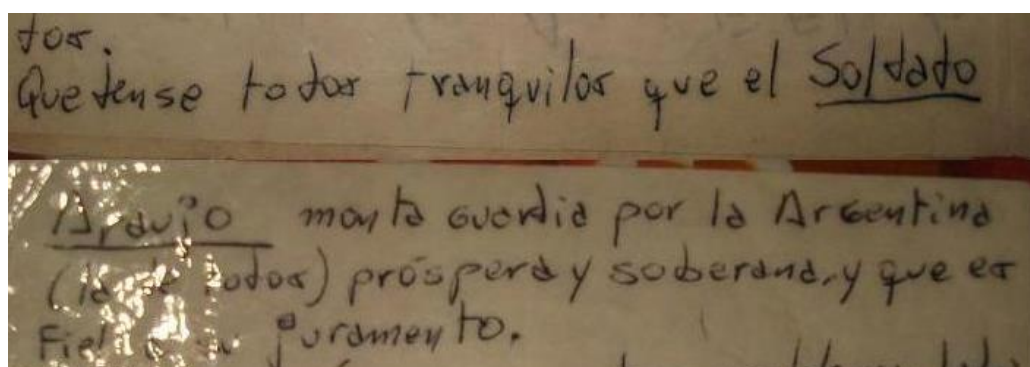 tos.
Quedense todos tranquilos que el Soldado
Araujo monta guardia por la Argentina
(la de todos) próspera y soberana, y que es
Fiel a su juramento.